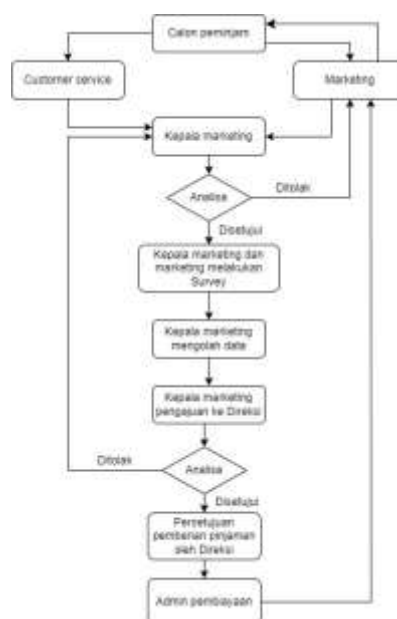 Calon peminjam
Customer service
Marketing
Kepala marketing
Analisa
Ditolak
Disetujui
Kepala marketing dan
marketing melakukan
Survey
Kepala marketing
mengolah data
Kepala marketing
pengajuan ke Direksi
Ditolak
Analisa
Disetujui
Persetujuan
pemberian pinjaman
oleh Direksi
Admin pembiayaan